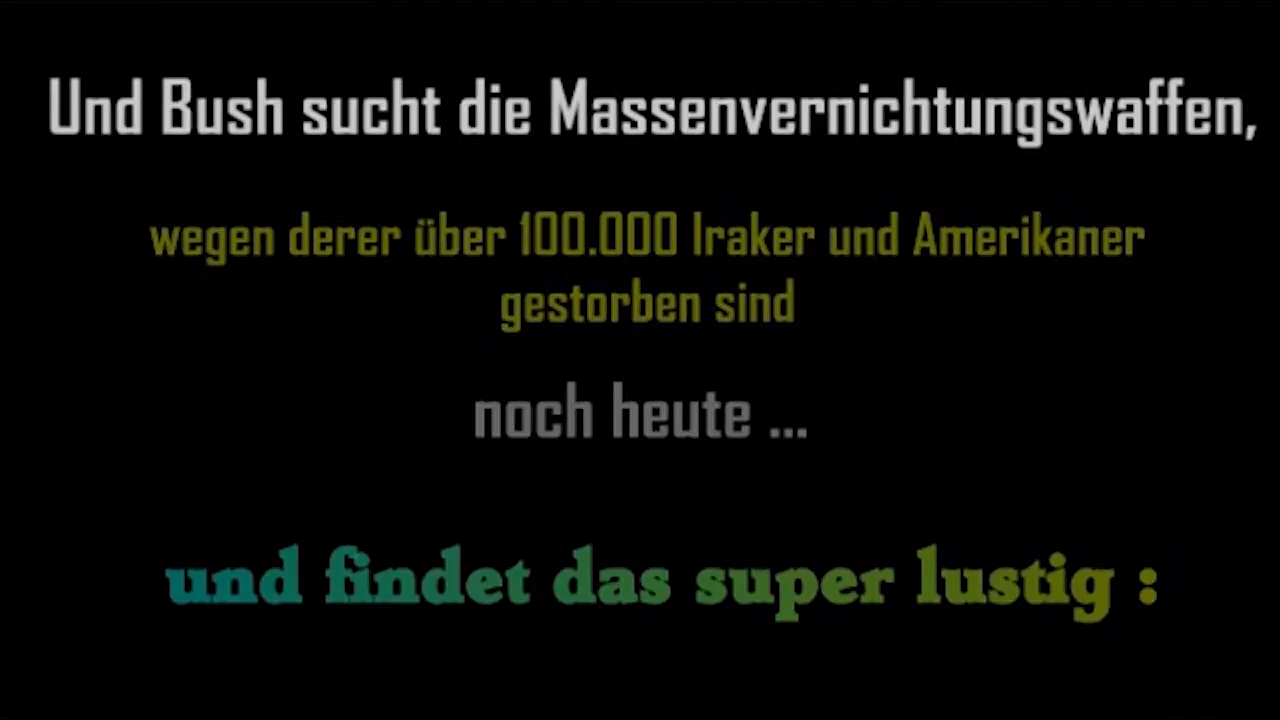 Und Bush sucht die Massenvernichtungswaffen,
wegen derer über 100.000 Iraker und Amerikaner
gestorben sind
noch heute ...
und findet das super lustig :